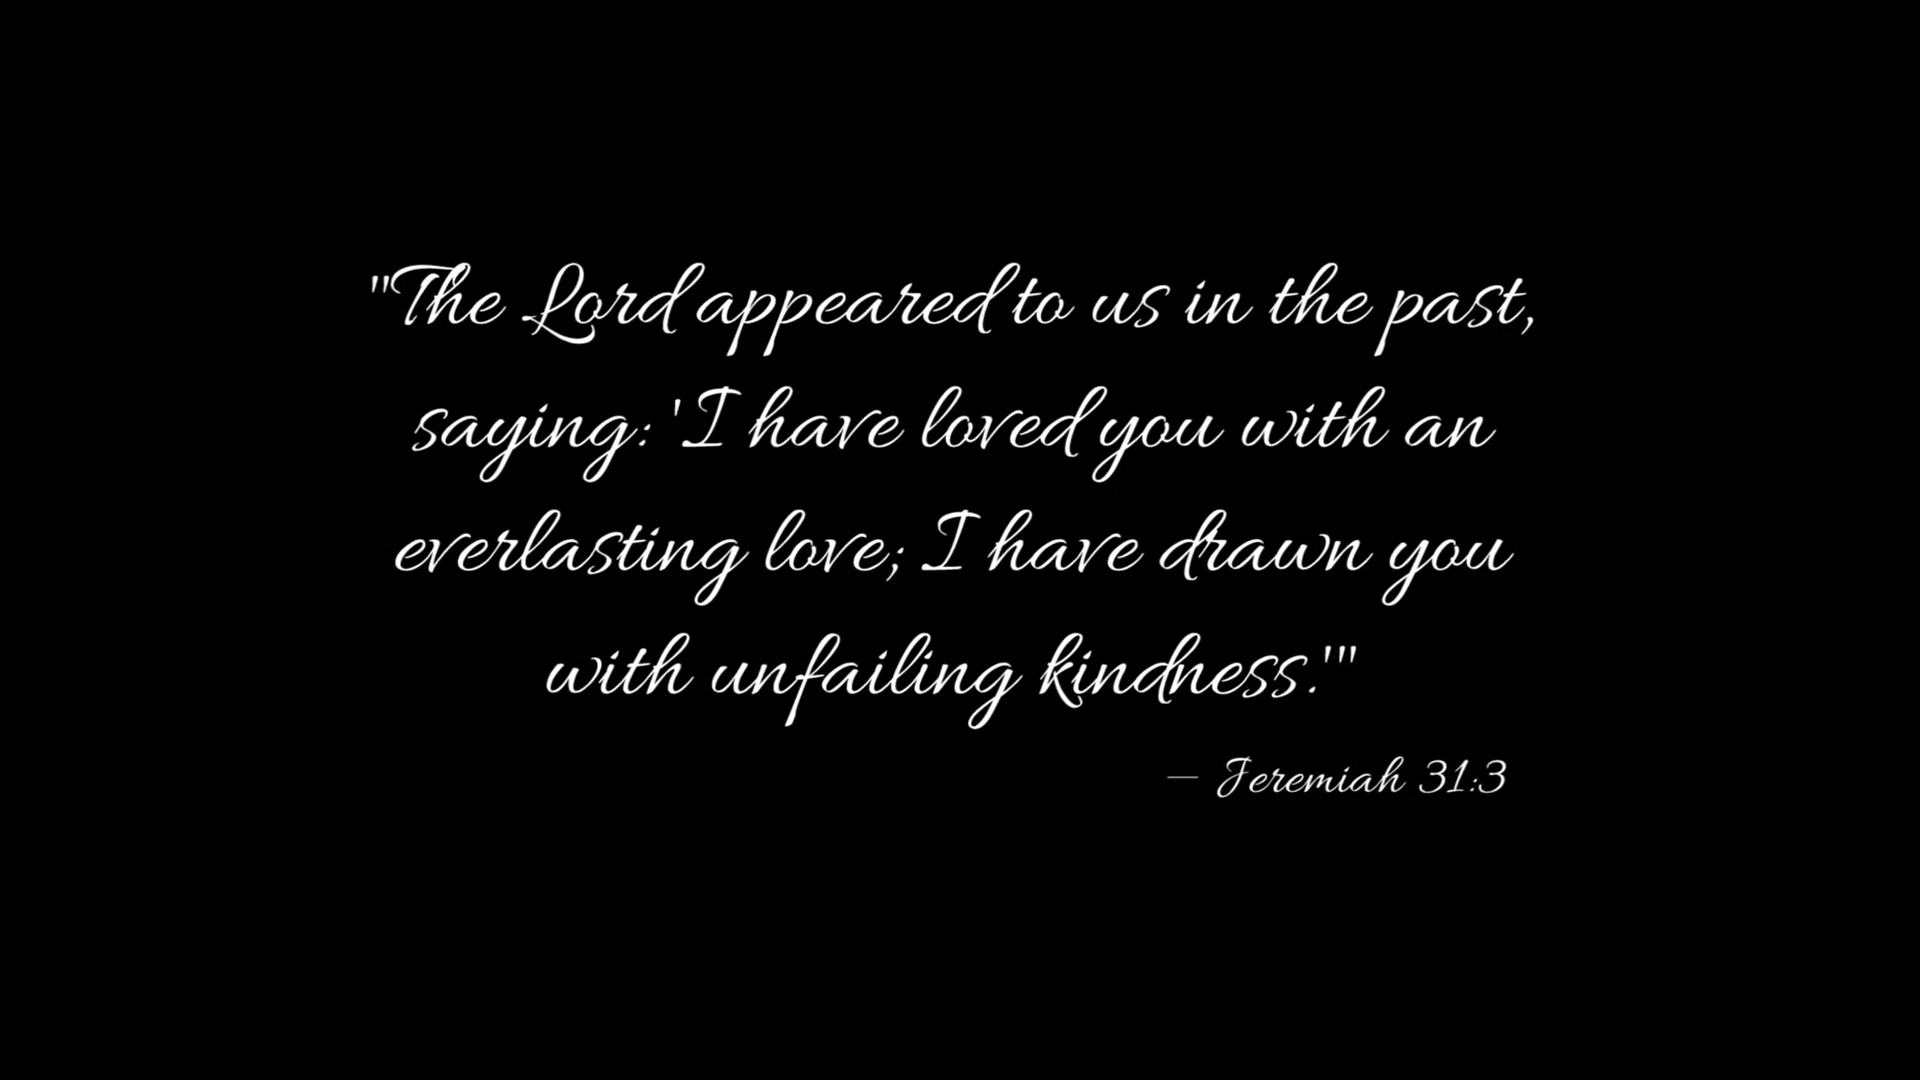 "The Lord appeared to us in the past,
saying: 'I have loved you with an
everlasting love; I have drawn you
with unfailing kindness.'"
— Jeremiah 31:3